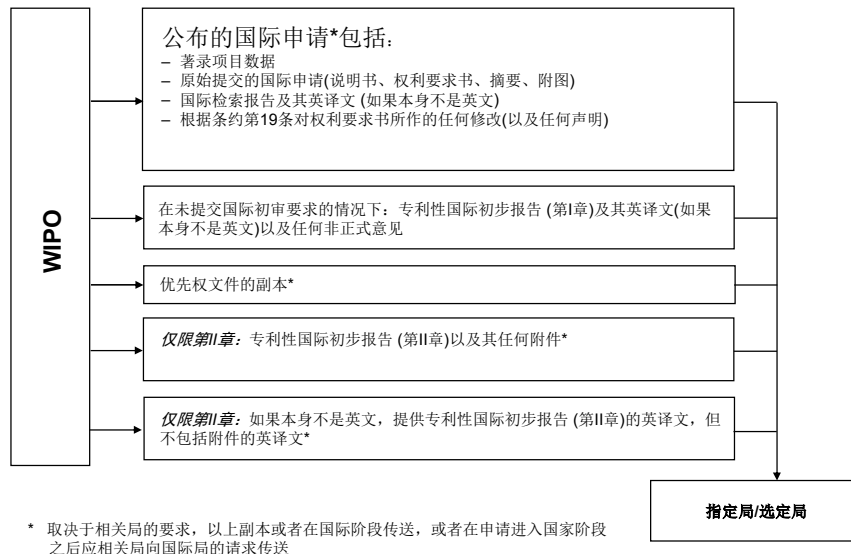 WIPO
公布的国际申请*包括：
– 著录项目数据
– 原始提交的国际申请(说明书、权利要求书、摘要、附图)
– 国际检索报告及其英译文 (如果本身不是英文)
– 根据条约第19条对权利要求书所作的任何修改(以及任何声明)
在未提交国际初审要求的情况下：专利性国际初步报告 (第I章)及其英译文(如果
本身不是英文)以及任何非正式意见
优先权文件的副本*
仅限第II章：专利性国际初步报告 (第II章)以及其任何附件*
仅限第II章：如果本身不是英文，提供专利性国际初步报告 (第II章)的英译文，但
不包括附件的英译文*
指定局/选定局
* 取决于相关局的要求，以上副本或者在国际阶段传送，或者在申请进入国家阶段
之后应相关局向国际局的请求传送